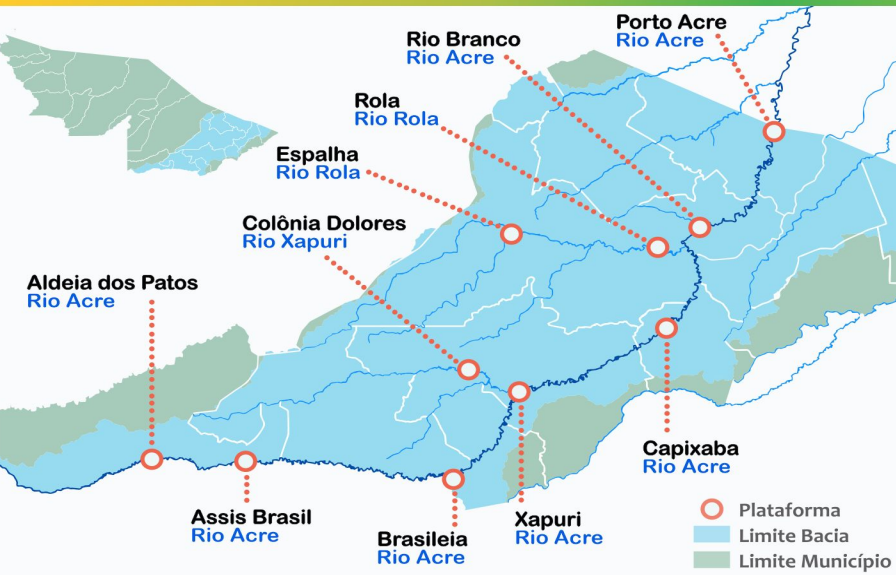 Porto Acre
Rio Acre
Rio Branco
Rio Acre
Rola
Rio Rola
Espalha
Rio Rola
Colônia Dolores
Rio Xapuri
Aldeia dos Patos
Rio Acre
Capixaba
Rio Acre
Assis Brasil
Rio Acre
Brasileia
Rio Acre
Xapuri
Rio Acre
Plataforma
Limite Bacia
Limite Município